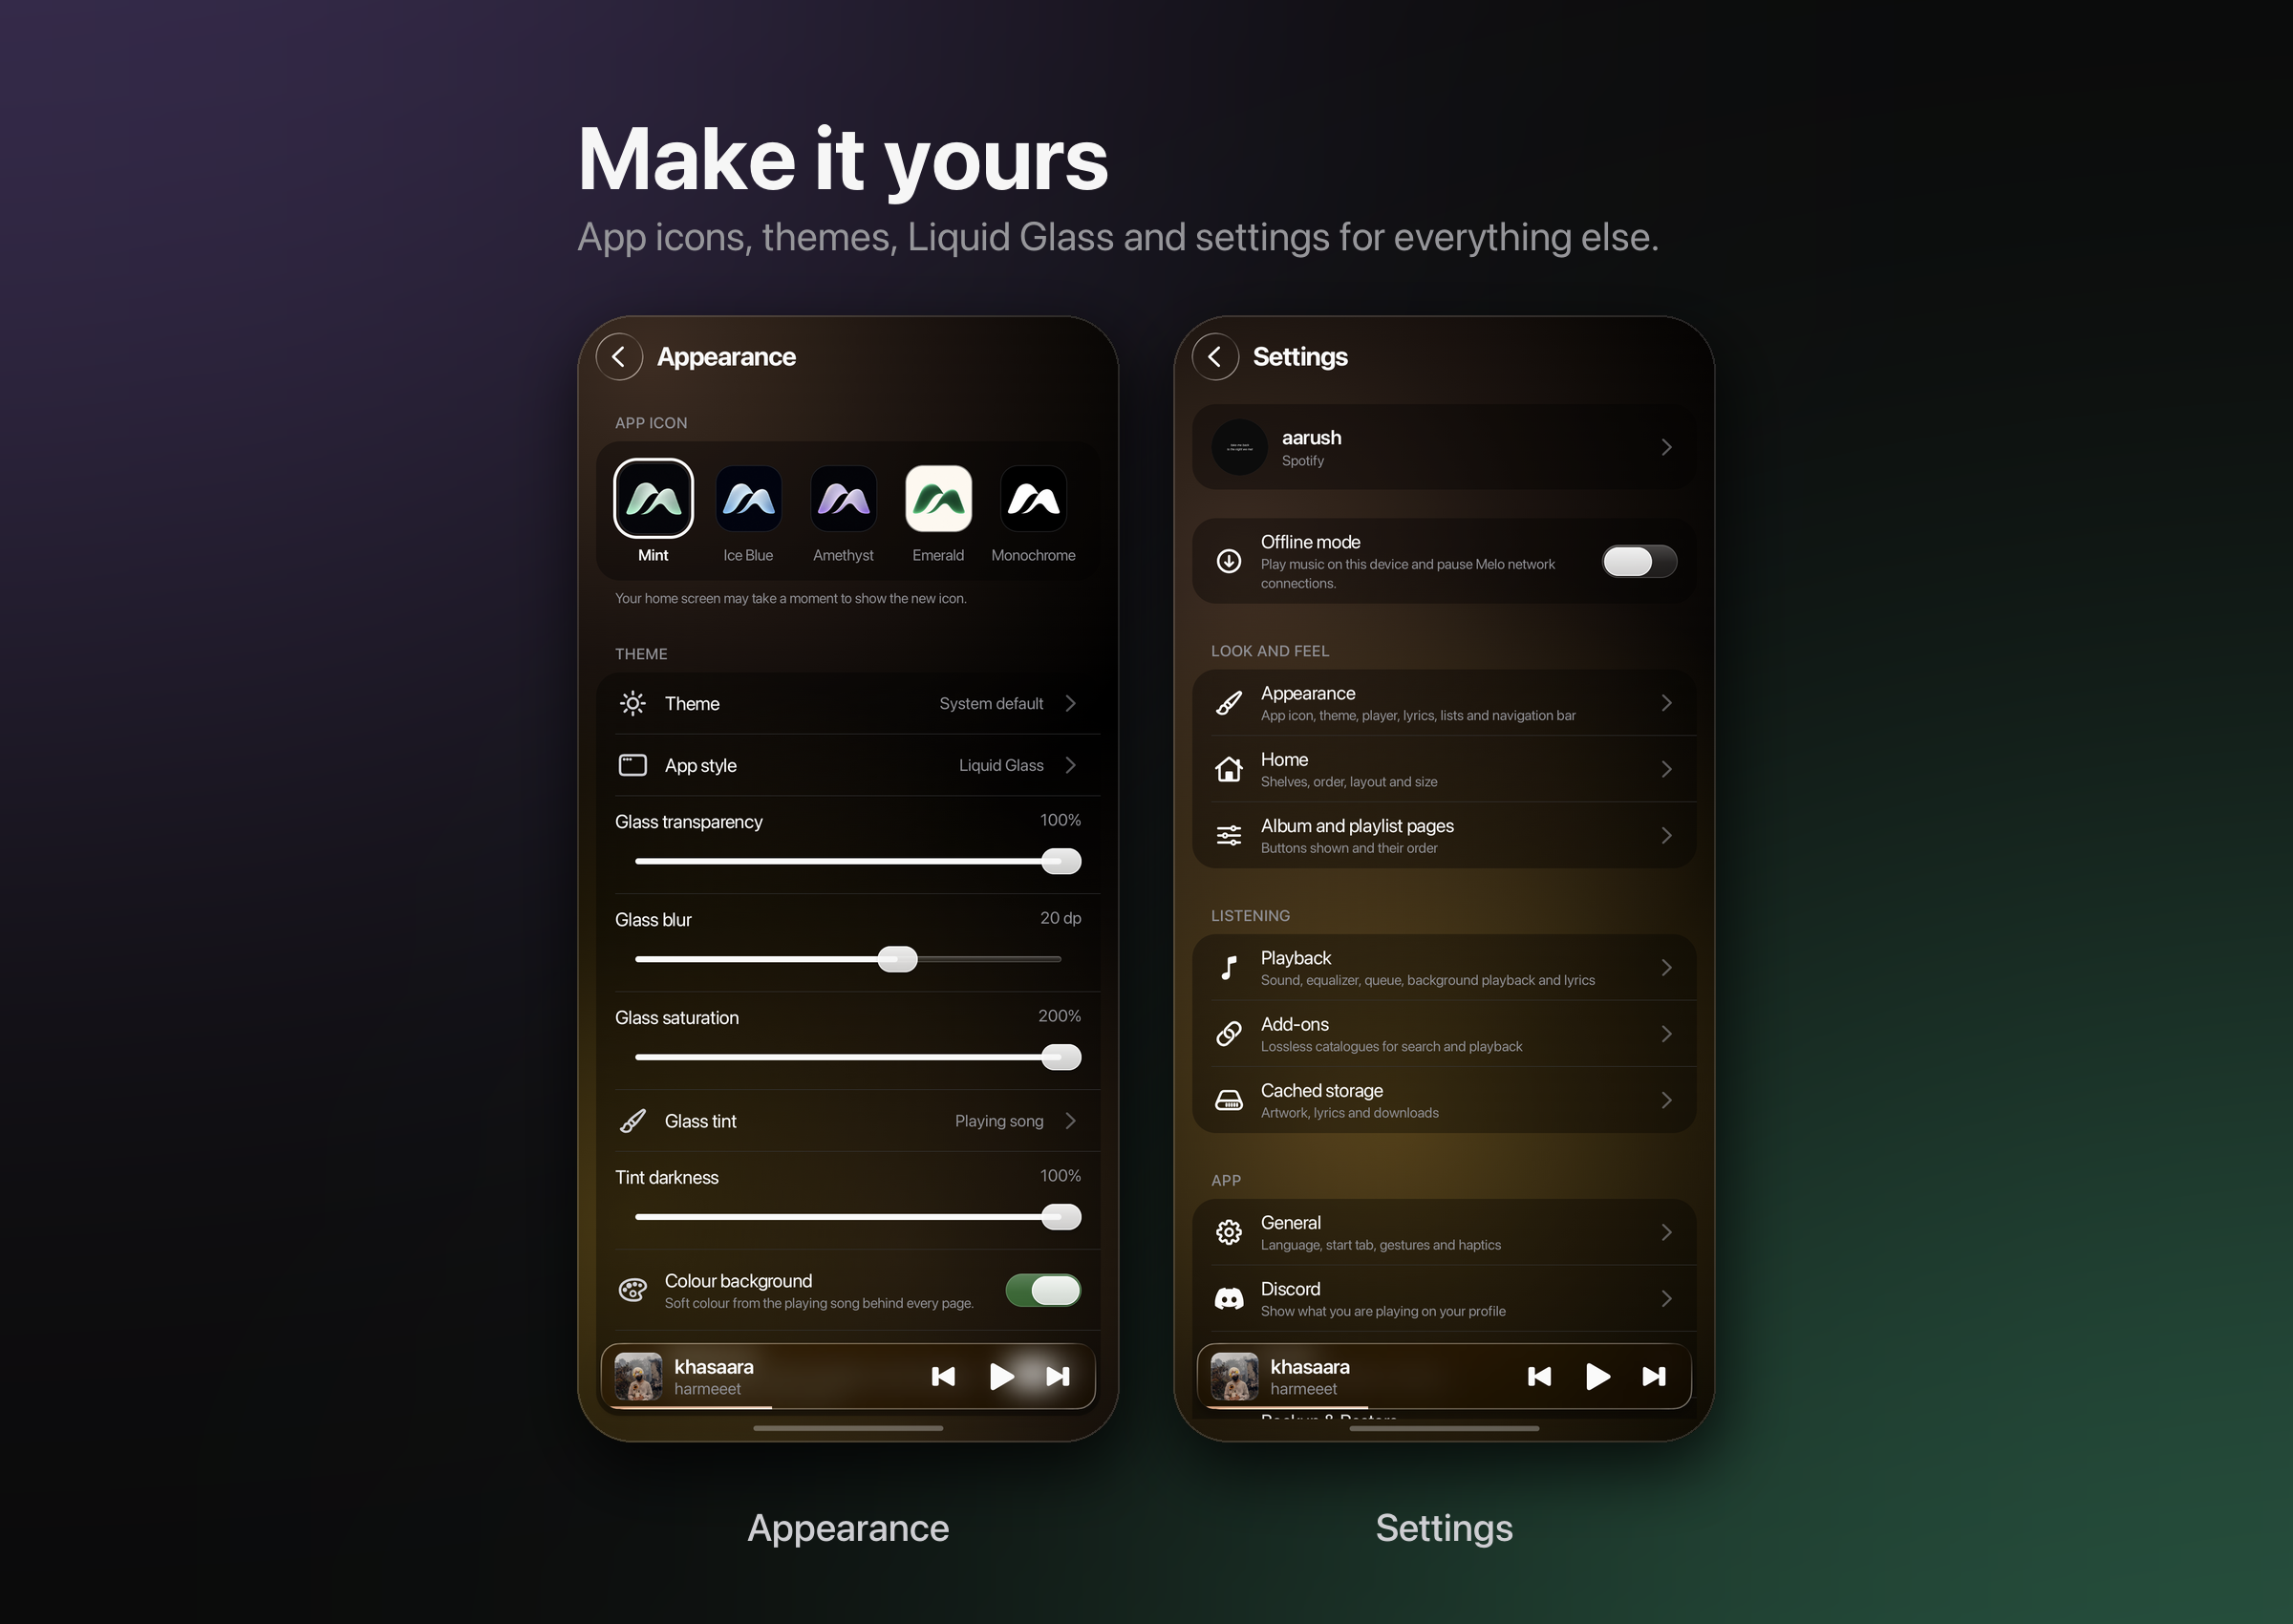 Make it yours
App icons, themes, Liquid Glass and settings for everything else.
Appearance
APP ICON
Mint
Ice Blue
Amethyst
Emerald
Monochrome
Your home screen may take a moment to show the new icon.
THEME
Theme
System default
App style
Liquid Glass
Glass transparency
100%
Glass blur
20 dp
Glass saturation
200%
Glass tint
Playing song
Tint darkness
100%
Colour background
Soft colour from the playing song behind every page.
khasaara
harmeeet
Appearance
Settings
aarush
Spotify
Offline mode
Play music on this device and pause Melo network
connections.
LOOK AND FEEL
Appearance
App icon, theme, player, lyrics, lists and navigation bar
Home
Shelves, order, layout and size
Album and playlist pages
Buttons shown and their order
LISTENING
Playback
Sound, equalizer, queue, background playback and lyrics
Add-ons
Lossless catalogues for search and playback
Cached storage
Artwork, lyrics and downloads
APP
General
Language, start tab, gestures and haptics
Discord
Show what you are playing on your profile
khasaara
harmeeet
Settings